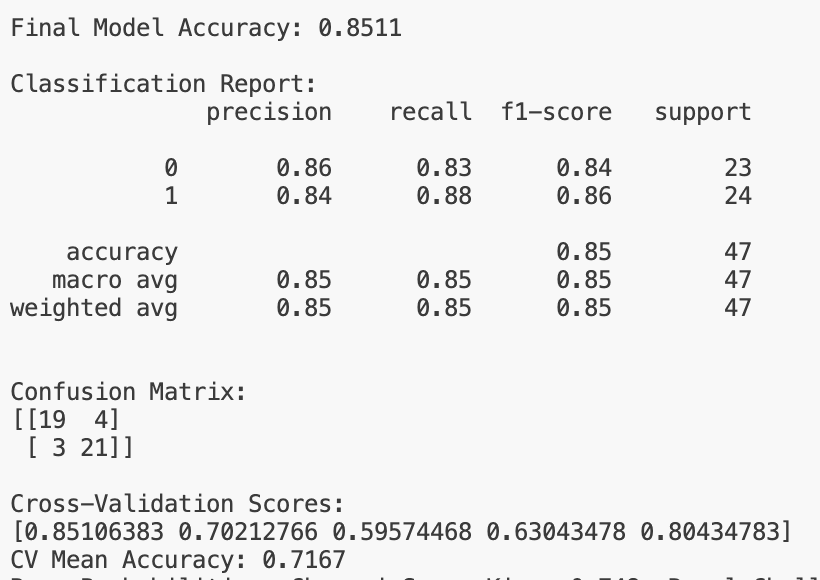 Final Model Accuracy: 0.8511
Classification Report:
precision recall f1-score support
0 0.86 0.83 0.84 23
1 0.84 0.88 0.86 24
accuracy 0.85 47
macro avg 0.85 0.85 0.85 47
weighted avg 0.85 0.85 0.85 47
Confusion Matrix:
[[19 4]
[ 3 21]]
Cross-Validation Scores:
[0.85106383 0.70212766 0.59574468 0.63043478 0.80434783]
CV Mean Accuracy: 0.7167